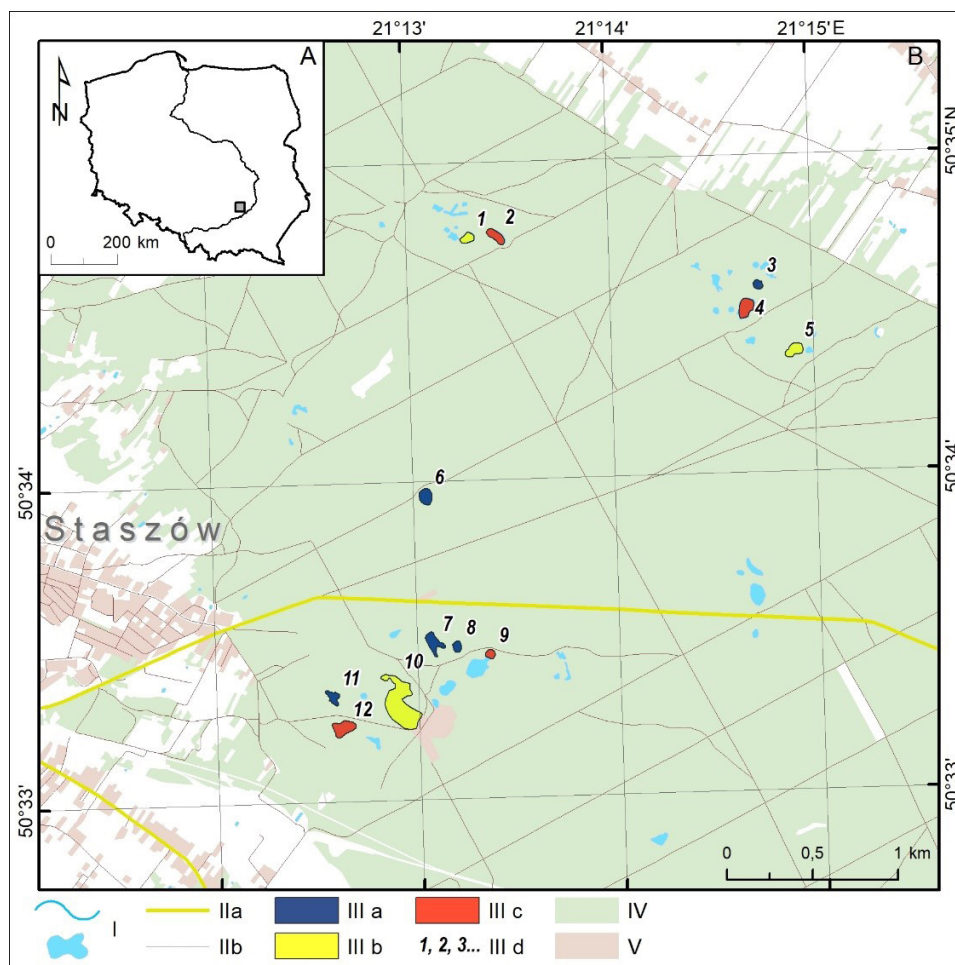 21°13' 21°14' 21°15'E
A
B
N
0 200 km
50°35'N
1 2
3
4
5
50°34'
50°34'
6
Staszów
7 8 9
10
11
12
50°33'
50°33'
0 0,5 1 km
I IIa III a III c IV
IIb III b 1, 2, 3... III d V